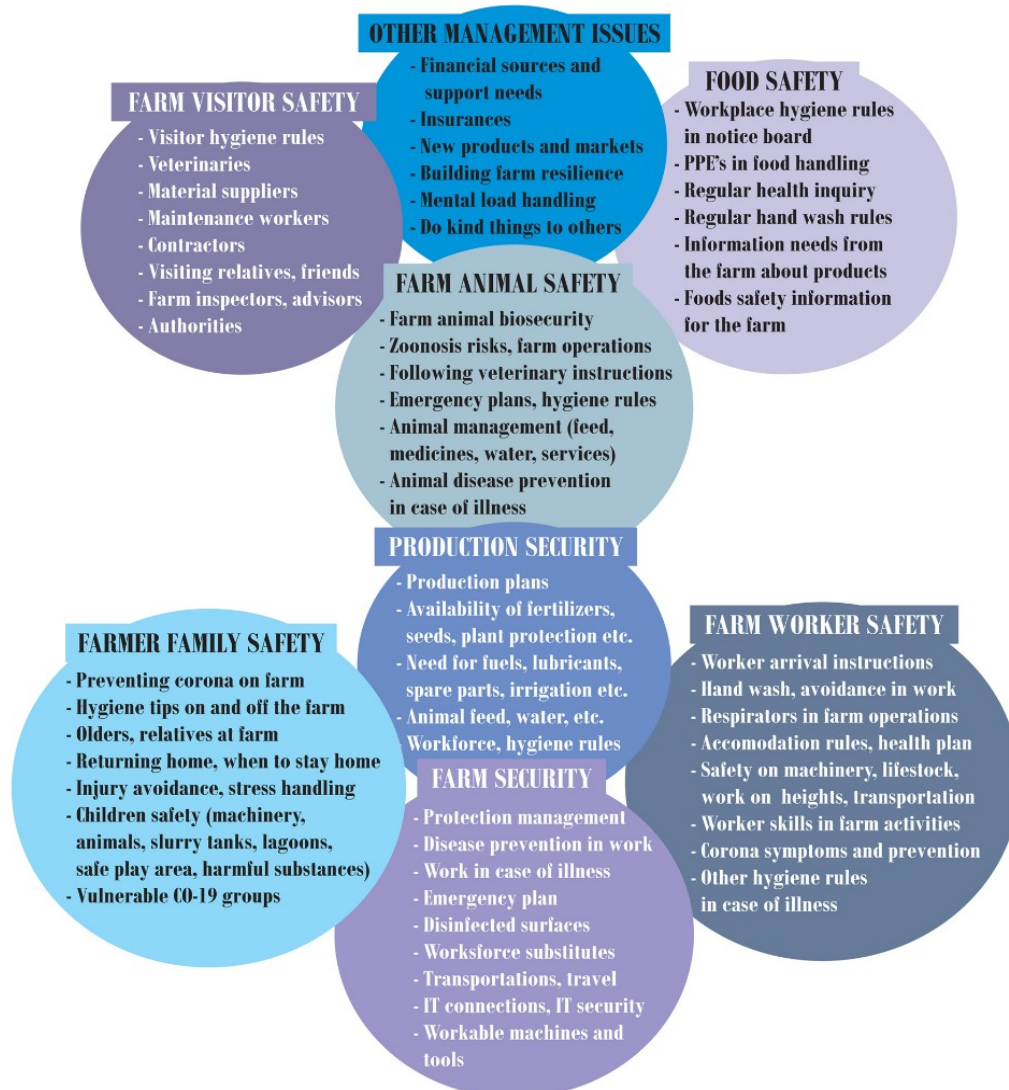 OTHER MANAGEMENT ISSUES
- Financial sources and
support needs
- Insurances
- New products and markets
- Building farm resilience
- Mental load handling
- Do kind things to others
FARM VISITOR SAFETY
- Visitor hygiene rules
- Veterinaries
- Material suppliers
- Maintenance workers
- Contractors
- Visiting relatives, friends
- Farm inspectors, advisors
- Authorities
FOOD SAFETY
- Workplace hygiene rules
in notice board
- PPE's in food handling
- Regular health inquiry
- Regular hand wash rules
- Information needs from
the farm about products
- Foods safety information
for the farm
FARM ANIMAL SAFETY
- Farm animal biosecurity
- Zoonosis risks, farm operations
- Following veterinary instructions
- Emergency plans, hygiene rules
- Animal management (feed,
medicines, water, services)
- Animal disease prevention
in case of illness
PRODUCTION SECURITY
- Production plans
- Availability of fertilizers,
seeds, plant protection etc.
- Need for fuels, lubricants,
spare parts, irrigation etc.
- Animal feed, water, etc.
- Workforce, hygiene rules
FARMER FAMILY SAFETY
- Preventing corona on farm
- Hygiene tips on and off the farm
- Olders, relatives at farm
- Returning home, when to stay home
- Injury avoidance, stress handling
- Children safety (machinery,
animals, slurry tanks, lagoons,
safe play area, harmful substances)
- Vulnerable CO-19 groups
FARM WORKER SAFETY
- Worker arrival instructions
- Hand wash, avoidance in work
- Respirators in farm operations
- Accomodation rules, health plan
- Safety on machinery, lifestock,
work on heights, transportation
- Worker skills in farm activities
- Corona symptoms and prevention
- Other hygiene rules
in case of illness
FARM SECURITY
- Protection management
- Disease prevention in work
- Work in case of illness
- Emergency plan
- Disinfected surfaces
- Worksforce substitutes
- Transportations, travel
- IT connections, IT security
- Workable machines and
tools